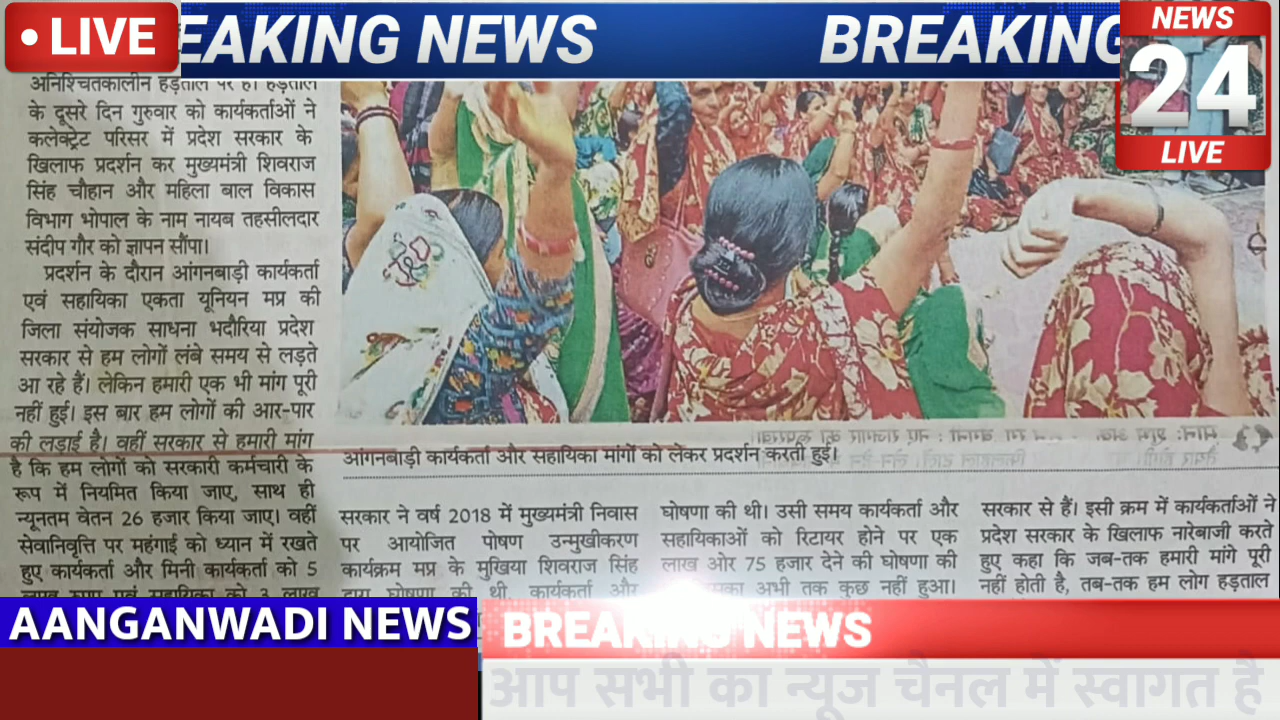 LIVE
EAKING NEWS
BREAKING
NEWS
24
LIVE
अनिश्चितकालीन हड़ताल पर हैं। हड़ताल
के दूसरे दिन गुरुवार को कार्यकर्ताओं ने
कलेक्ट्रेट परिसर में प्रदेश सरकार के
खिलाफ प्रदर्शन कर मुख्यमंत्री शिवराज
सिंह चौहान और महिला बाल विकास
विभाग भोपाल के नाम नायब तहसीलदार
संदीप गौर को ज्ञापन सौंपा।
प्रदर्शन के दौरान आंगनबाड़ी कार्यकर्ता
एवं सहायिका एकता यूनियन मप्र की
जिला संयोजक साधना भदौरिया प्रदेश
सरकार से हम लोगों लंबे समय से लड़ते
आ रहे हैं। लेकिन हमारी एक भी मांग पूरी
नहीं हुई। इस बार हम लोगों की आर-पार
की लड़ाई है। वहीं सरकार से हमारी मांग
है कि हम लोगों को सरकारी कर्मचारी के
रूप में नियमित किया जाए, साथ ही
न्यूनतम वेतन 26 हजार किया जाए। वहीं
सेवानिवृत्ति पर महंगाई को ध्यान में रखते
हुए कार्यकर्ता और मिनी कार्यकर्ता को 5
लाख रुपए एवं सहायिका को 3 लाख
आंगनबाड़ी कार्यकर्ता और सहायिका मांगों को लेकर प्रदर्शन करती हुई।
सरकार ने वर्ष 2018 में मुख्यमंत्री निवास
पर आयोजित पोषण उन्मुखीकरण
कार्यक्रम मप्र के मुखिया शिवराज सिंह
द्वारा घोषणा की थी, कार्यकर्ता और
घोषणा की थी। उसी समय कार्यकर्ता और
सहायिकाओं को रिटायर होने पर एक
लाख ओर 75 हजार देने की घोषणा की
अभी तक कुछ नहीं हुआ।
सरकार से हैं। इसी क्रम में कार्यकर्ताओं ने
प्रदेश सरकार के खिलाफ नारेबाजी करते
हुए कहा कि जब-तक हमारी मांगे पूरी
नहीं होती है, तब-तक हम लोग हड़ताल
AANGANWADI NEWS
BREAKING NEWS
आप सभी का न्यूज चैनल में स्वागत है